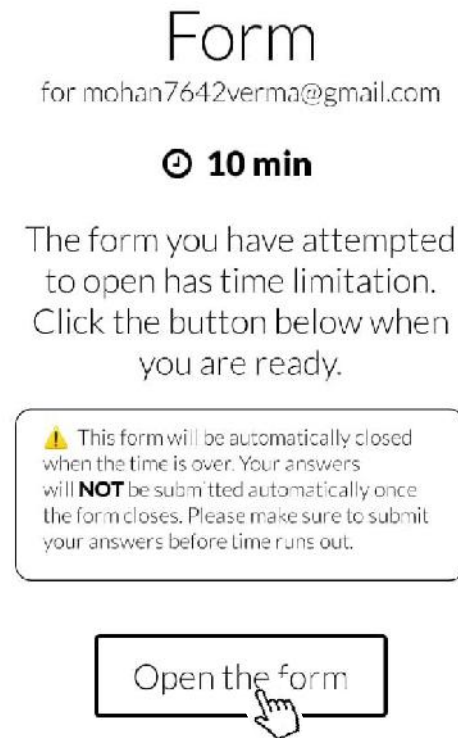 Form
for mohan7642verma@gmail.com
10 min
The form you have attempted
to open has time limitation.
Click the button below when
you are ready.
⚠️ This form will be automatically closed
when the time is over. Your answers
will NOT be submitted automatically once
the form closes. Please make sure to submit
your answers before time runs out.
Open the form